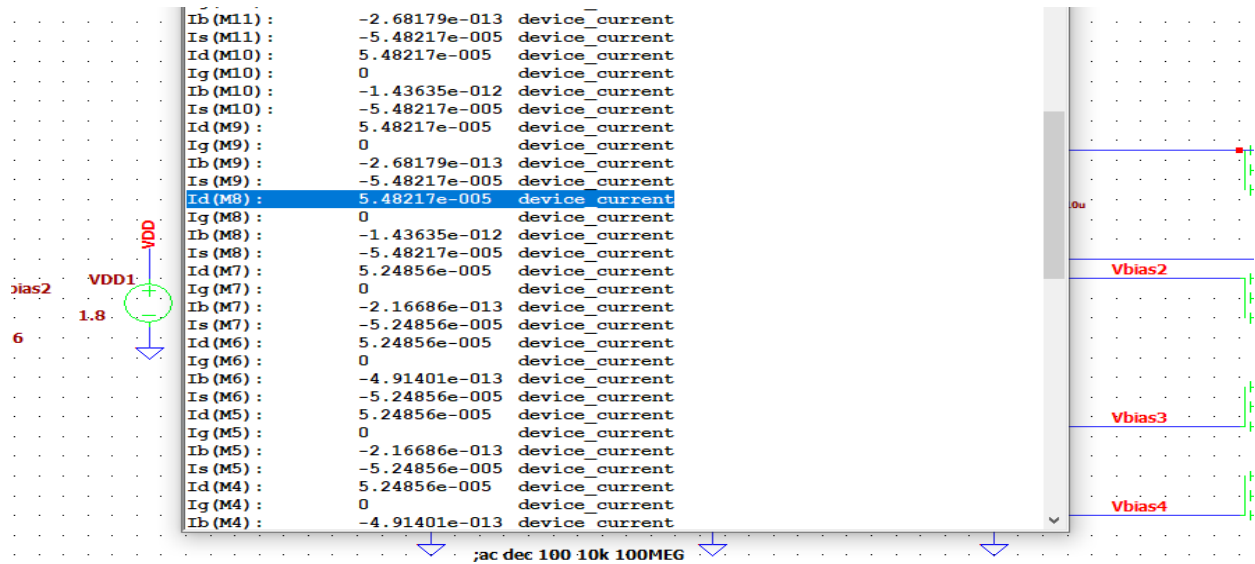 Ib(M11): -2.68179e-013 device_current
Is(M11): -5.48217e-005 device_current
Id(M10): 5.48217e-005 device_current
Ig(M10): 0 device_current
Ib(M10): -1.43635e-012 device_current
Is(M10): -5.48217e-005 device_current
Id(M9): 5.48217e-005 device_current
Ig(M9): 0 device_current
Ib(M9): -2.68179e-013 device_current
Is(M9): -5.48217e-005 device_current
Id(M8): 5.48217e-005 device_current
Ig(M8): 0 device_current
Ib(M8): -1.43635e-012 device_current
Is(M8): -5.48217e-005 device_current
Id(M7): 5.24856e-005 device_current
Ig(M7): 0 device_current
Ib(M7): -2.16686e-013 device_current
Is(M7): -5.24856e-005 device_current
Id(M6): 5.24856e-005 device_current
Ig(M6): 0 device_current
Ib(M6): -4.91401e-013 device_current
Is(M6): -5.24856e-005 device_current
Id(M5): 5.24856e-005 device_current
Ig(M5): 0 device_current
Ib(M5): -2.16686e-013 device_current
Is(M5): -5.24856e-005 device_current
Id(M4): 5.24856e-005 device_current
Ig(M4): 0 device_current
Ib(M4): -4.91401e-013 device_current
VDD
VDD1
1.8
bias2
6
0u
Vbias2
Vbias3
Vbias4
;ac dec 100 10k 100MEG